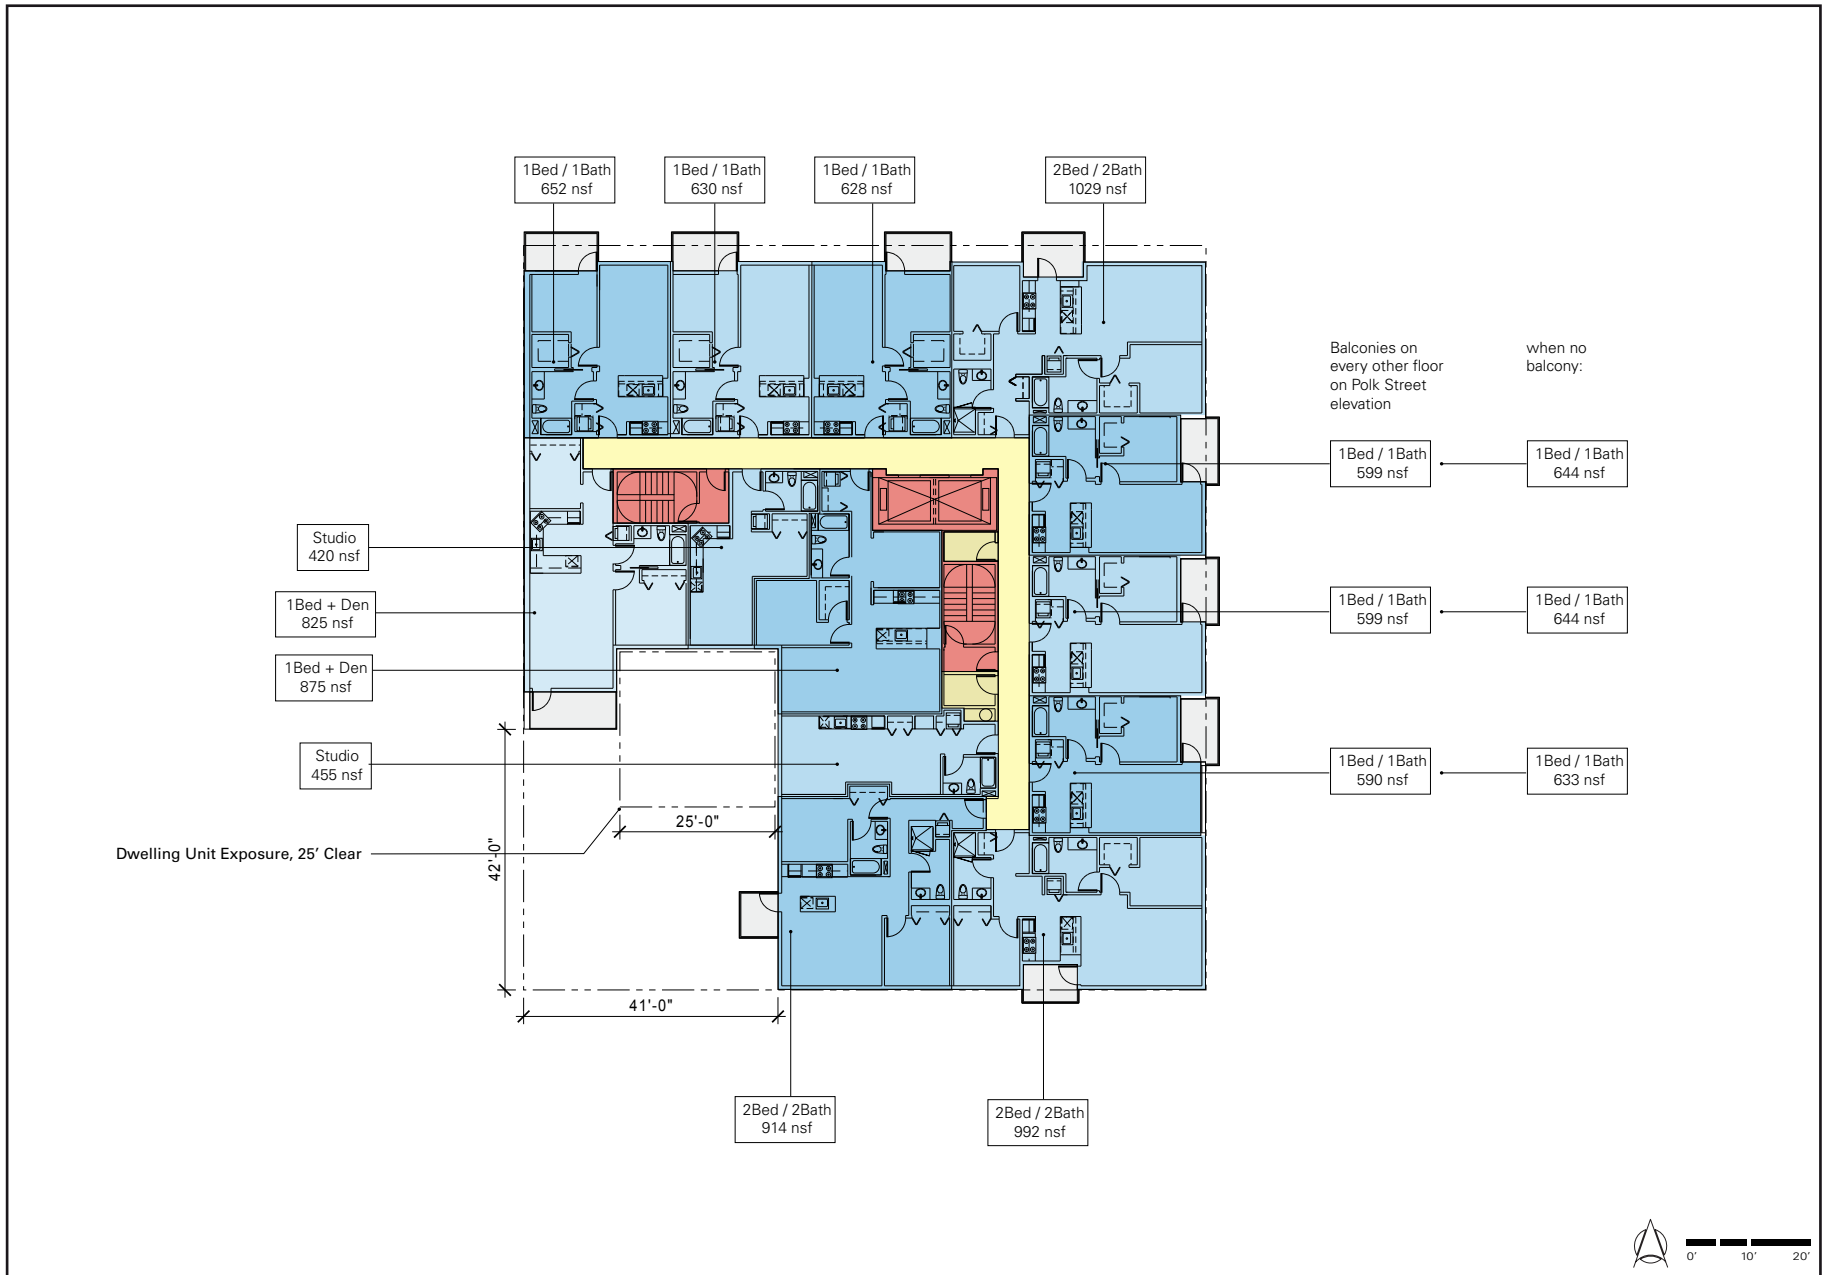 1Bed / 1Bath
652 nsf
1Bed / 1Bath
630 nsf
1Bed / 1Bath
628 nsf
2Bed / 2Bath
1029 nsf
Balconies on
every other floor
on Polk Street
elevation
when no
balcony:
1Bed / 1Bath
599 nsf
1Bed / 1Bath
644 nsf
Studio
420 nsf
1Bed + Den
825 nsf
1Bed / 1Bath
599 nsf
1Bed / 1Bath
644 nsf
1Bed + Den
875 nsf
Studio
455 nsf
1Bed / 1Bath
590 nsf
1Bed / 1Bath
633 nsf
25'-0"
Dwelling Unit Exposure, 25' Clear
42'-0"
41'-0"
2Bed / 2Bath
914 nsf
2Bed / 2Bath
992 nsf
0' 10' 20'